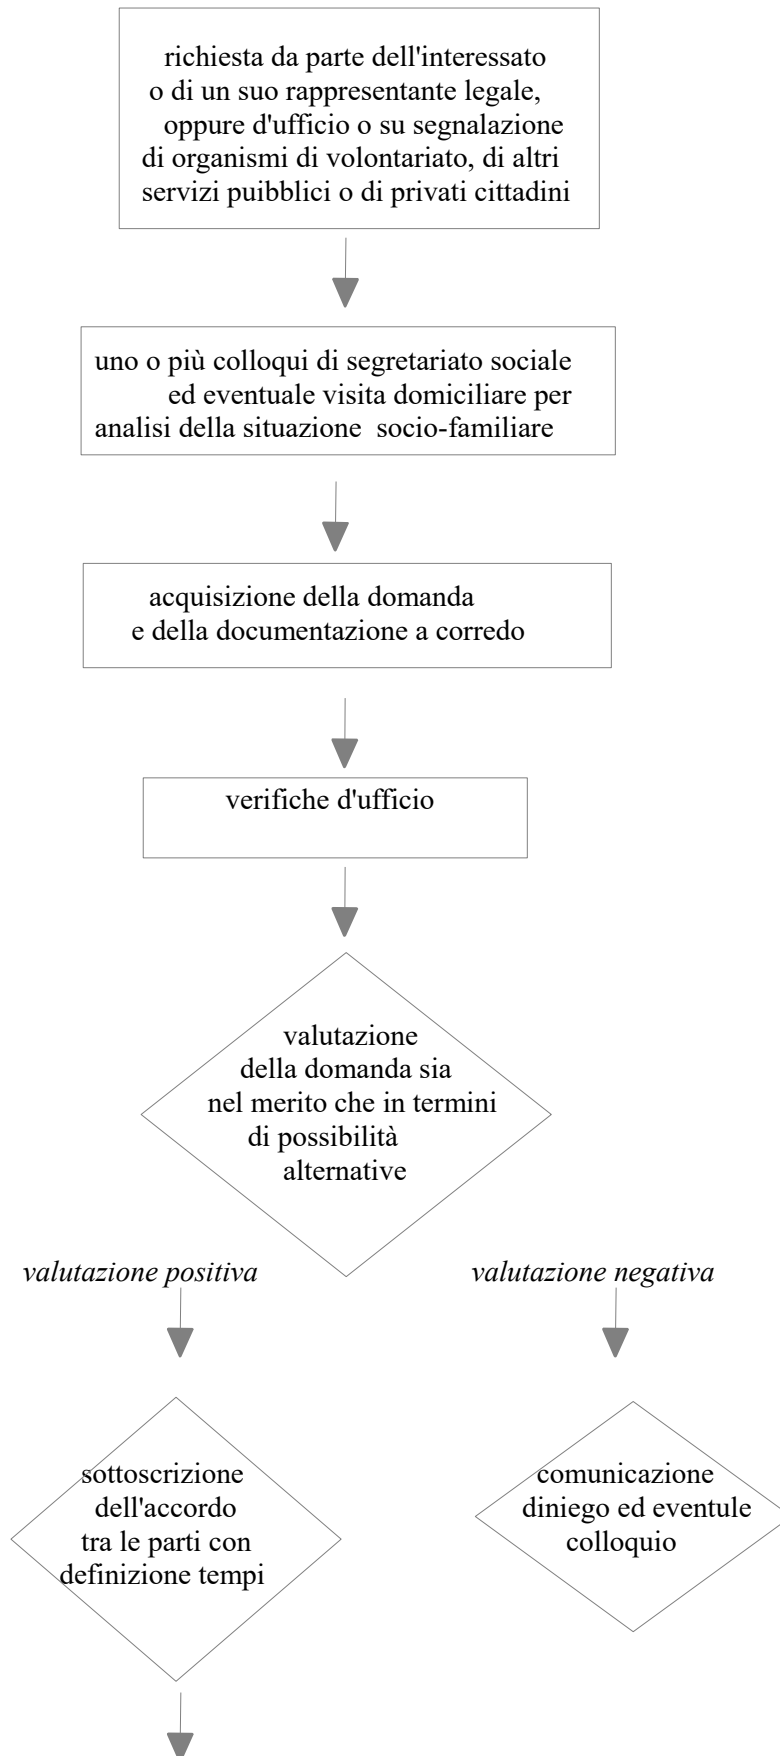 richiesta da parte dell'interessato
o di un suo rappresentante legale,
oppure d'ufficio o su segnalazione
di organismi di volontariato, di altri
servizi puibblici o di privati cittadini
uno o più colloqui di segretariato sociale
ed eventuale visita domiciliare per
analisi della situazione socio-familiare
acquisizione della domanda
e della documentazione a corredo
verifiche d'ufficio
valutazione
della domanda sia
nel merito che in termini
di possibilità
alternative
valutazione positiva
valutazione negativa
sottoscrizione
dell'accordo
tra le parti con
definizione tempi
comunicazione
diniego ed eventule
colloquio